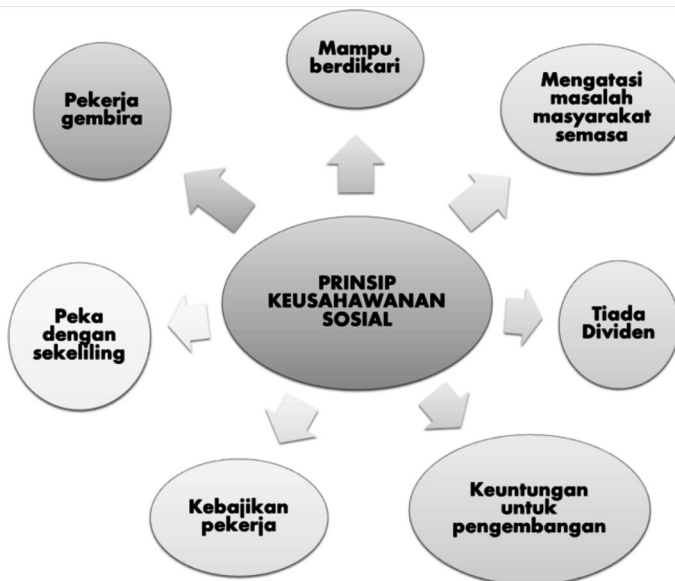 Mampu
berdikari
Pekerja
gembira
Mengatasi
masalah
masyarakat
semasa
PRINSIP
KEUSAHAWANAN
SOSIAL
Peka
dengan
sekeliling
Tiada
Dividen
Kebajikan
pekerja
Keuntungan
untuk
pengembangan